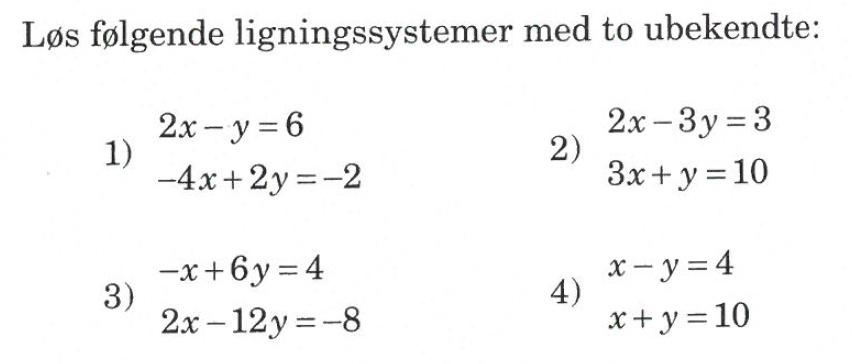 Løs følgende ligningssystemer med to ubekendte:
1) 2x – y = 6
–4x + 2y = –2
2) 2x – 3y = 3
3x + y = 10
3) –x + 6y = 4
2x – 12y = –8
4) x – y = 4
x + y = 10